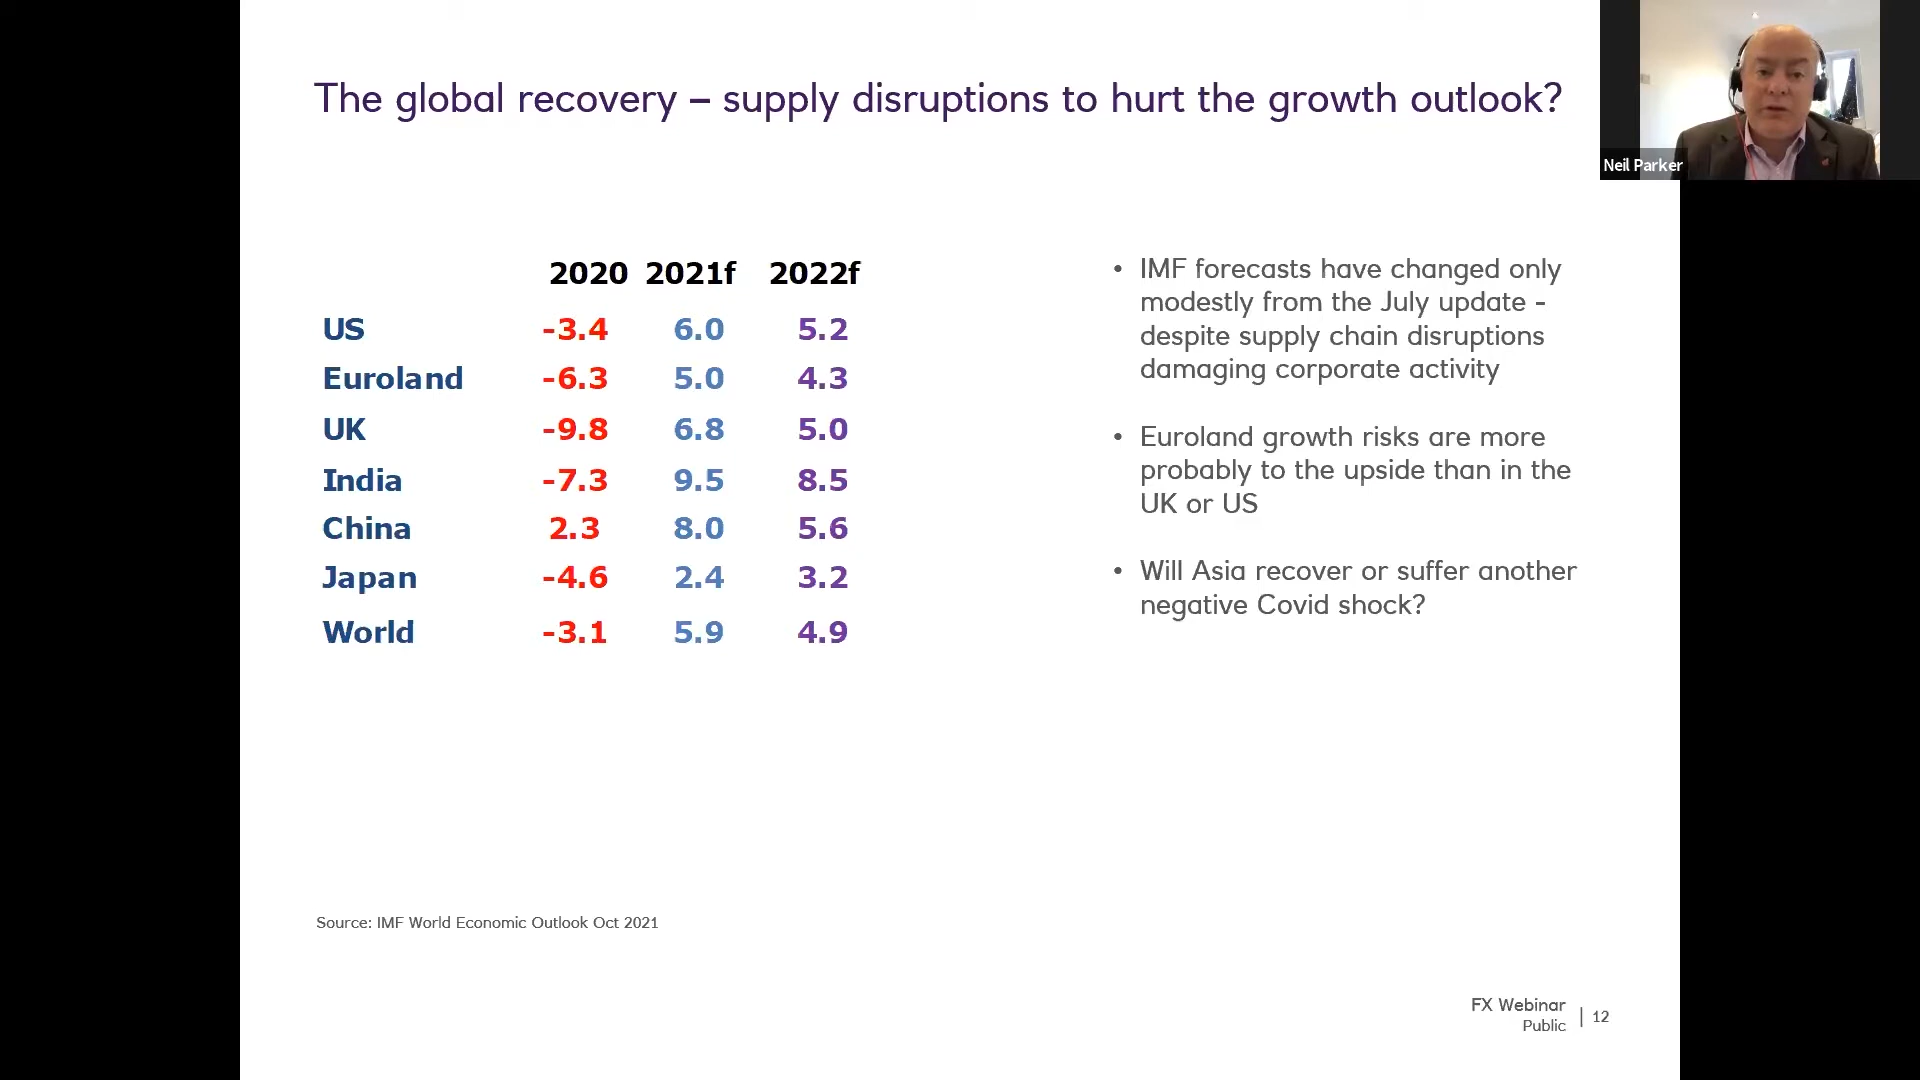 The global recovery – supply disruptions to hurt the growth outlook?
Neil Parker
2020 2021f 2022f
US -3.4 6.0 5.2
Euroland -6.3 5.0 4.3
UK -9.8 6.8 5.0
India -7.3 9.5 8.5
China 2.3 8.0 5.6
Japan -4.6 2.4 3.2
World -3.1 5.9 4.9
• IMF forecasts have changed only
modestly from the July update -
despite supply chain disruptions
damaging corporate activity
• Euroland growth risks are more
probably to the upside than in the
UK or US
• Will Asia recover or suffer another
negative Covid shock?
Source: IMF World Economic Outlook Oct 2021
FX Webinar
Public
12